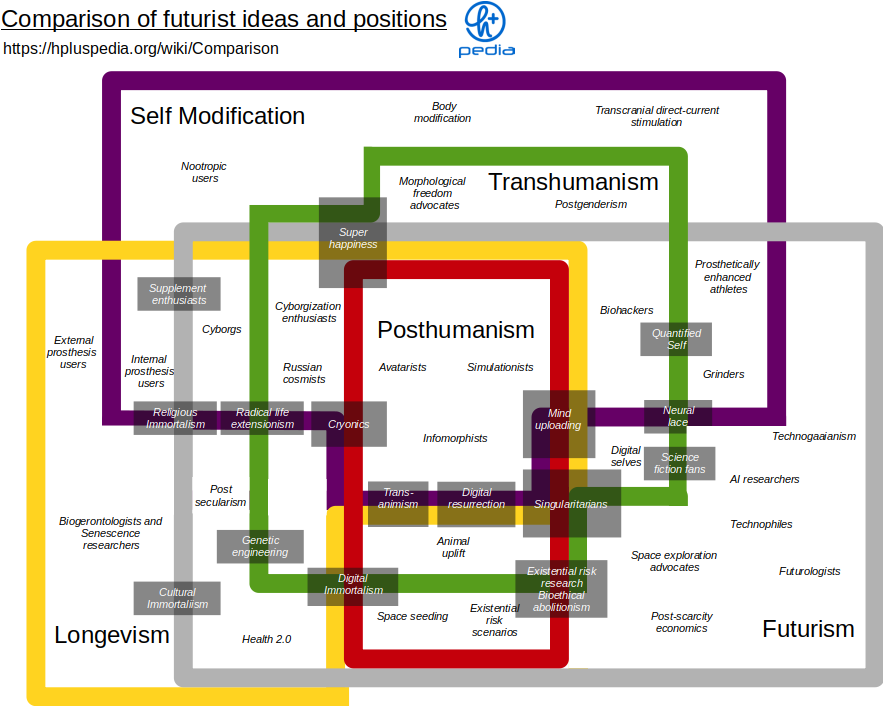 Comparison of futurist ideas and positions
https://hpluspedia.org/wiki/Comparison
h+
pedia
Self Modification
Body
modification
Transcranial direct-current
stimulation
Nootropic
users
Morphological
freedom
advocates
Transhumanism
Postgenderism
Super
happiness
Prosthetically
enhanced
athletes
Supplement
enthusiasts
Cyborgization
enthusiasts
Biohackers
Cyborgs
Posthumanism
Quantified
Self
External
prosthesis
users
Internal
prosthesis
users
Russian
cosmists
Avatarists
Simulationists
Grinders
Religious
Immortalism
Radical life
extensionism
Cryonics
Mind
uploading
Neural
lace
Infomorphists
Technogaaianism
Digital
selves
Science
fiction fans
AI researchers
Post
secularism
Trans-
animism
Digital
resurrection
Singularitarians
Biogerontologists and
Senescence
researchers
Technophiles
Genetic
engineering
Animal
uplift
Space exploration
advocates
Digital
Immortalism
Existential risk
research
Bioethical
abolitionism
Futurologists
Cultural
Immortaliism
Space seeding
Existential
risk
scenarios
Post-scarcity
economics
Longevism
Health 2.0
Futurism